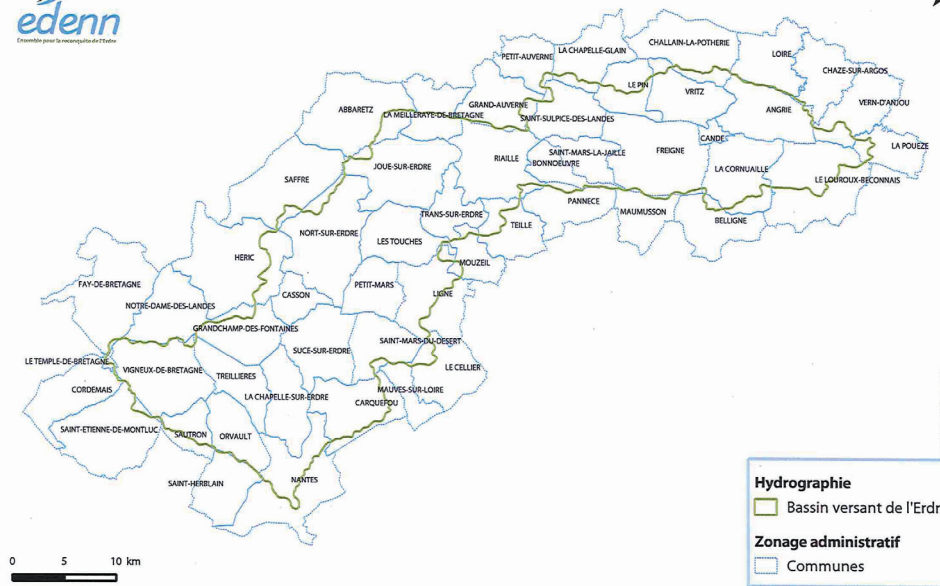 edenn
Ensemble pour la reconquête de l'Erdre
PETIT-AUVERNE
LA CHAPELLE-GLAIN
CHALLAIN-LA-POTHERIE
LOIRE
CHAZE-SUR-ARGOS
LE PIN
VRITZ
VERN-D'ANJOU
ABBARETZ
LA MEILLERAYE-DE-BRETAGNE
GRAND-AUVERNE
SAINT-SULPICE-DES-LANDES
ANGRIE
CANDE
LA POUEZE
JOUE-SUR-ERDRE
RIAILLE
SAINT-MARS-LA-JAILLE
BONNOEUVRE
FREIGNE
LA CORNUAILLE
LE LOUROUX-BECONNAIS
SAFFRE
PANNECE
MAUMUSSON
BELLIGNE
TRANS-SUR-ERDRE
TEILLE
NORT-SUR-ERDRE
LES TOUCHES
HERIC
MOUZEIL
FAY-DE-BRETAGNE
CASSON
PETIT-MARS
LIGNE
NOTRE-DAME-DES-LANDES
GRANDCHAMP-DES-FONTAINES
SUCE-SUR-ERDRE
SAINT-MARS-DU-DESERT
LE TEMPLE-DE-BRETAGNE
VIGNEUX-DE-BRETAGNE
TREILLIERES
LE CELLIER
CORDEMAIS
LA CHAPELLE-SUR-ERDRE
MAUVES-SUR-LOIRE
CARQUEFOU
SAINT-ETIENNE-DE-MONTLUC
SAUTRON
ORVAULT
SAINT-HERBLAIN
NANTES
Hydrographie
Bassin versant de l'Erdr
Zonage administratif
Communes
0 5 10 km